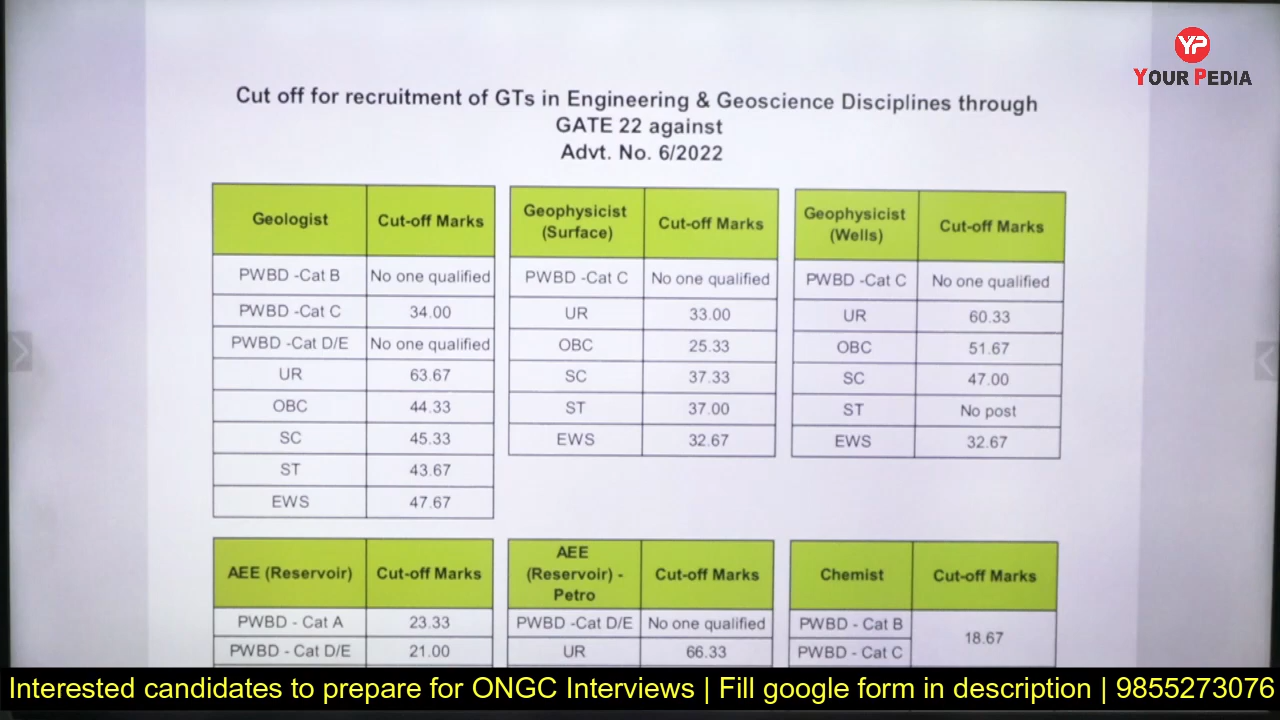 YP
YOUR PEDIA
Cut off for recruitment of GTs in Engineering & Geoscience Disciplines through
GATE 22 against
Advt. No. 6/2022
Geologist Cut-off Marks
PWBD -Cat B No one qualified
PWBD -Cat C 34.00
PWBD -Cat D/E No one qualified
UR 63.67
OBC 44.33
SC 45.33
ST 43.67
EWS 47.67
Geophysicist
(Surface) Cut-off Marks
PWBD -Cat C No one qualified
UR 33.00
OBC 25.33
SC 37.33
ST 37.00
EWS 32.67
Geophysicist
(Wells) Cut-off Marks
PWBD -Cat C No one qualified
UR 60.33
OBC 51.67
SC 47.00
ST No post
EWS 32.67
AEE (Reservoir) Cut-off Marks
PWBD - Cat A 23.33
PWBD - Cat D/E 21.00
AEE
(Reservoir) -
Petro Cut-off Marks
PWBD -Cat D/E No one qualified
UR 66.33
Chemist Cut-off Marks
PWBD - Cat B 18.67
PWBD - Cat C
Interested candidates to prepare for ONGC Interviews | Fill google form in description | 9855273076